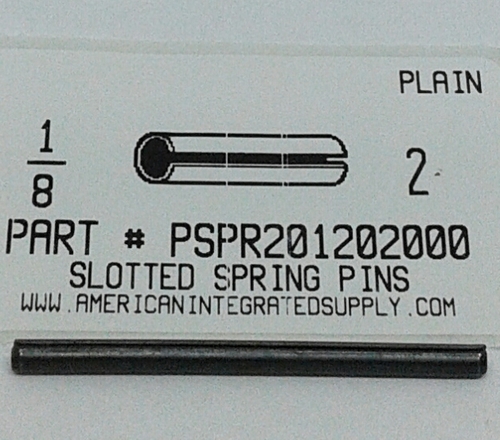 PLAIN
1/8
2
PART # PSPR201202000
SLOTTED SPRING PINS
WWW.AMERICANINTEGRATEDSUPPLY.COM